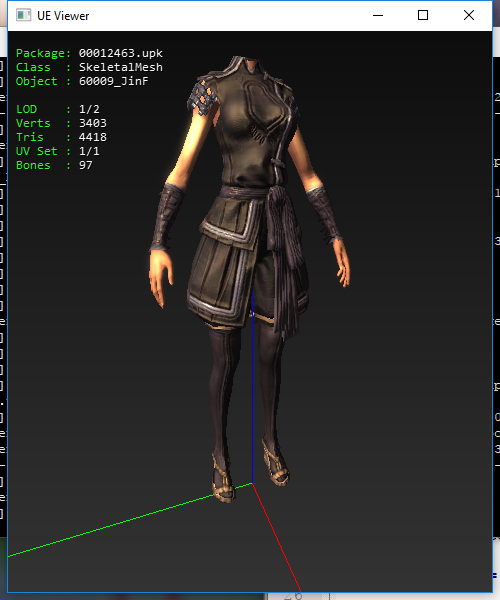 UE Viewer
Package: 00012463.upk
Class : SkeletalMesh
Object : 60009_JinF
LOD : 1/2
Verts : 3403
Tris : 4418
UV Set : 1/1
Bones : 97